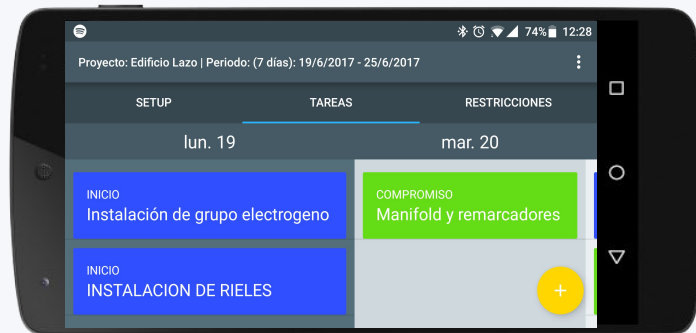 74% 12:28
Proyecto: Edificio Lazo | Periodo: (7 días): 19/6/2017 - 25/6/2017
SETUP TAREAS RESTRICCIONES
lun. 19 mar. 20
INICIO
Instalación de grupo electrogeno
COMPROMISO
Manifold y remarcadores
INICIO
INSTALACION DE RIELES
+